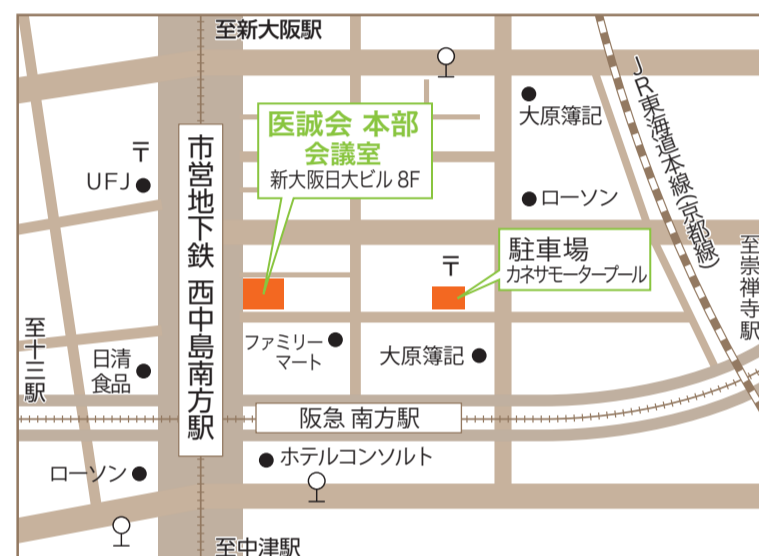 至新大阪駅
大原簿記
医誠会 本部
会議室
新大阪日大ビル 8F
〒
UFJ
ローソン
市営地下鉄 西中島南方駅
JR東海道本線(京都線)
駐車場
カネサモータープール
〒
至崇禅寺駅
至十三駅
日清
食品
ファミリー
マート
大原簿記
阪急 南方駅
ローソン
ホテルコンソルト
至中津駅